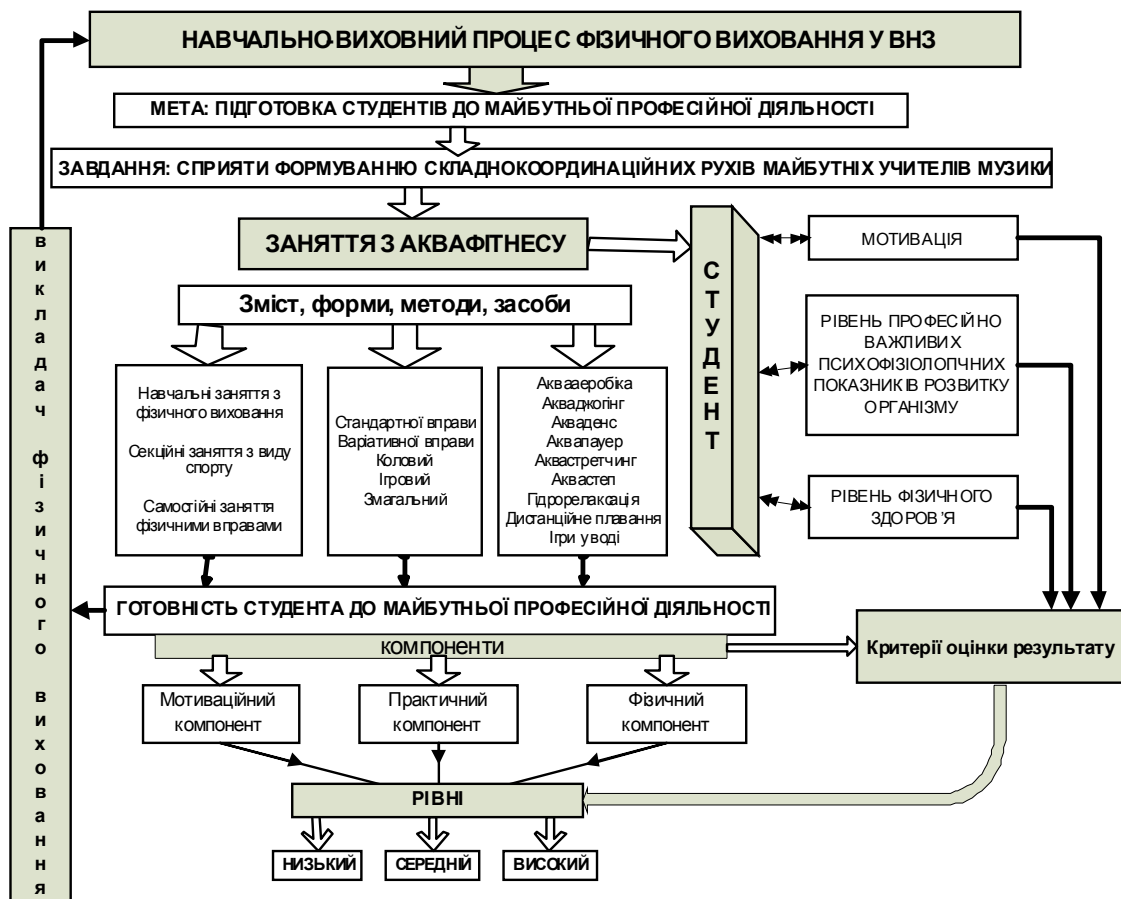 НАВЧАЛЬНО-ВИХОВНИЙ ПРОЦЕС ФІЗИЧНОГО ВИХОВАННЯ У ВНЗ
МЕТА: ПІДГОТОВКА СТУДЕНТІВ ДО МАЙБУТНЬОЇ ПРОФЕСІЙНОЇ ДІЯЛЬНОСТІ
ЗАВДАННЯ: СПРИЯТИ ФОРМУВАННЮ СКЛАДНОКООРДИНАЦІЙНИХ РУХІВ МАЙБУТНІХ УЧИТЕЛІВ МУЗИКИ
викладач фізичного виховання
ЗАНЯТТЯ З АКВАФІТНЕСУ
СТУДЕНТ
МОТИВАЦІЯ
Зміст, форми, методи, засоби
РІВЕНЬ ПРОФЕСІЙНО
ВАЖЛИВИХ
ПСИХОФІЗІОЛОГІЧНИХ
ПОКАЗНИКІВ РОЗВИТКУ
ОРГАНІЗМУ
Навчальні заняття з
фізичного виховання
Секційні заняття з виду
спорту
Самостійні заняття
фізичними вправами
Стандартної вправи
Варіативної вправи
Коловий
Ігровий
Змагальний
Аквааеробіка
Акваджогінг
Акваденс
Аквапауер
Аквастретчинг
Аквастеп
Гідрорелаксація
Дистанційне плавання
Ігри у воді
РІВЕНЬ ФІЗИЧНОГО
ЗДОРОВ'Я
ГОТОВНІСТЬ СТУДЕНТА ДО МАЙБУТНЬОЇ ПРОФЕСІЙНОЇ ДІЯЛЬНОСТІ
компоненти
Критерії оцінки результату
Мотиваційний
компонент
Практичний
компонент
Фізичний
компонент
РІВНІ
НИЗЬКИЙ
СЕРЕДНІЙ
ВИСОКИЙ